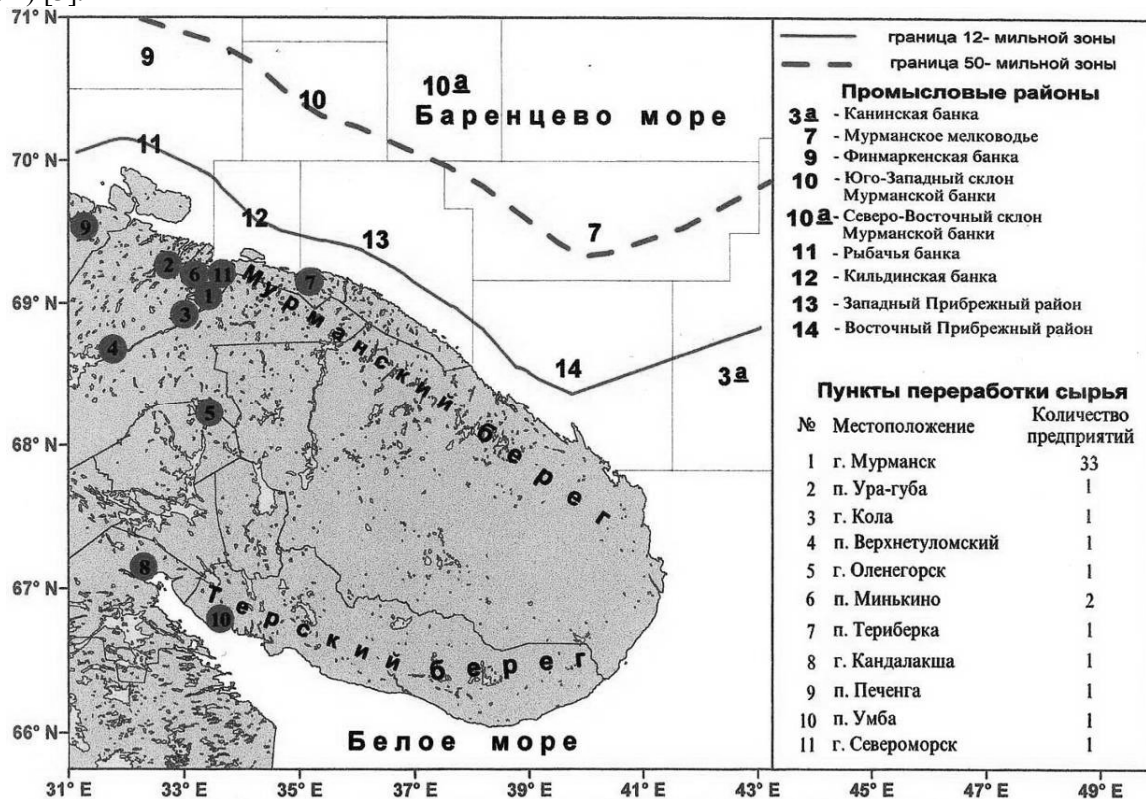 71° N
70° N
69° N
68° N
67° N
66° N
9
10
10а
Баренцево море
11
12
13
7
14
3а
9
2
6
11
1
3
7
4
5
8
10
Мурманский берег
Терский берег
Белое море
31° E
33° E
35° E
37° E
39° E
41° E
43° E
45° E
47° E
49° E
граница 12- мильной зоны
граница 50- мильной зоны
Промысловые районы
3а - Канинская банка
7 - Мурманское мелководье
9 - Финмаркенская банка
10 - Юго-Западный склон
Мурманской банки
10а - Северо-Восточный склон
Мурманской банки
11 - Рыбачья банка
12 - Кильдинская банка
13 - Западный Прибрежный район
14 - Восточный Прибрежный район
Пункты переработки сырья
№ Местоположение Количество
предприятий
1 г. Мурманск 33
2 п. Ура-губа 1
3 г. Кола 1
4 п. Верхнетуломский 1
5 г. Оленегорск 1
6 п. Минькино 2
7 п. Териберка 1
8 г. Кандалакша 1
9 п. Печенга 1
10 п. Умба 1
11 г. Североморск 1